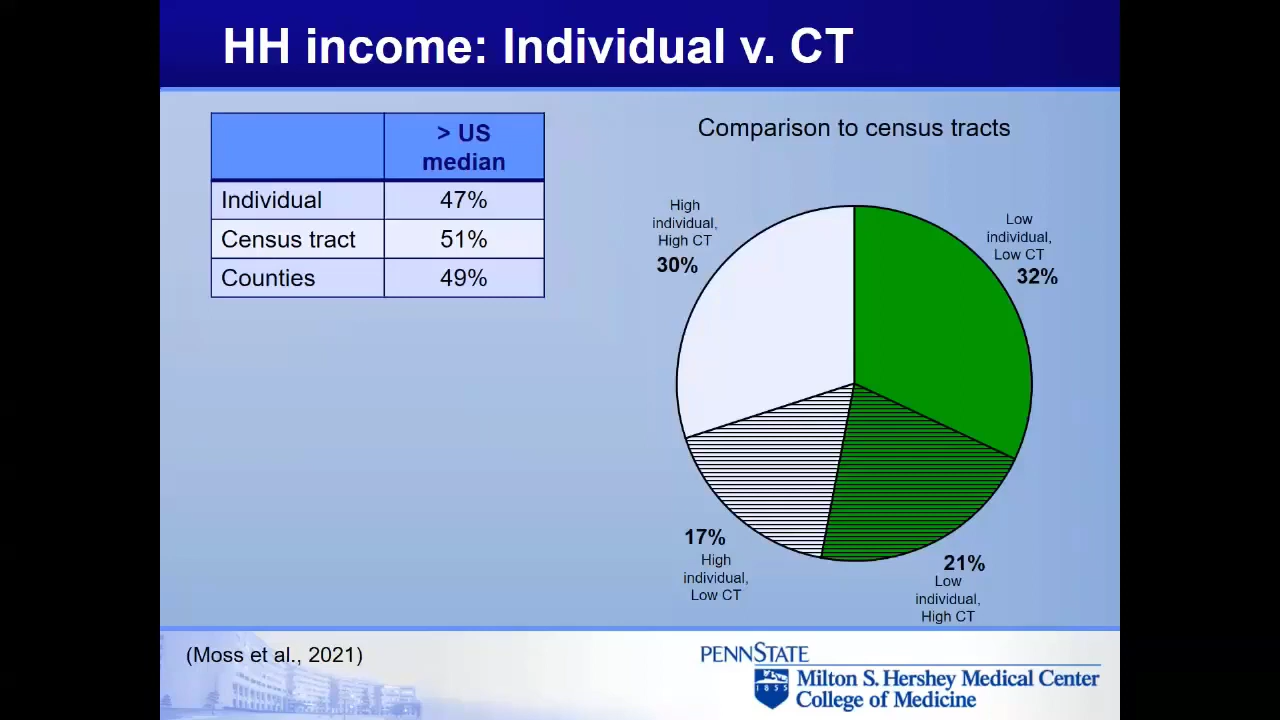 HH income: Individual v. CT
> US
median
Individual 47%
Census tract 51%
Counties 49%
Comparison to census tracts
High
individual,
High CT
30%
Low
individual,
Low CT
32%
17%
High
individual,
Low CT
21%
Low
individual,
High CT
(Moss et al., 2021)
PENNSTATE
1855
Milton S. Hershey Medical Center
College of Medicine